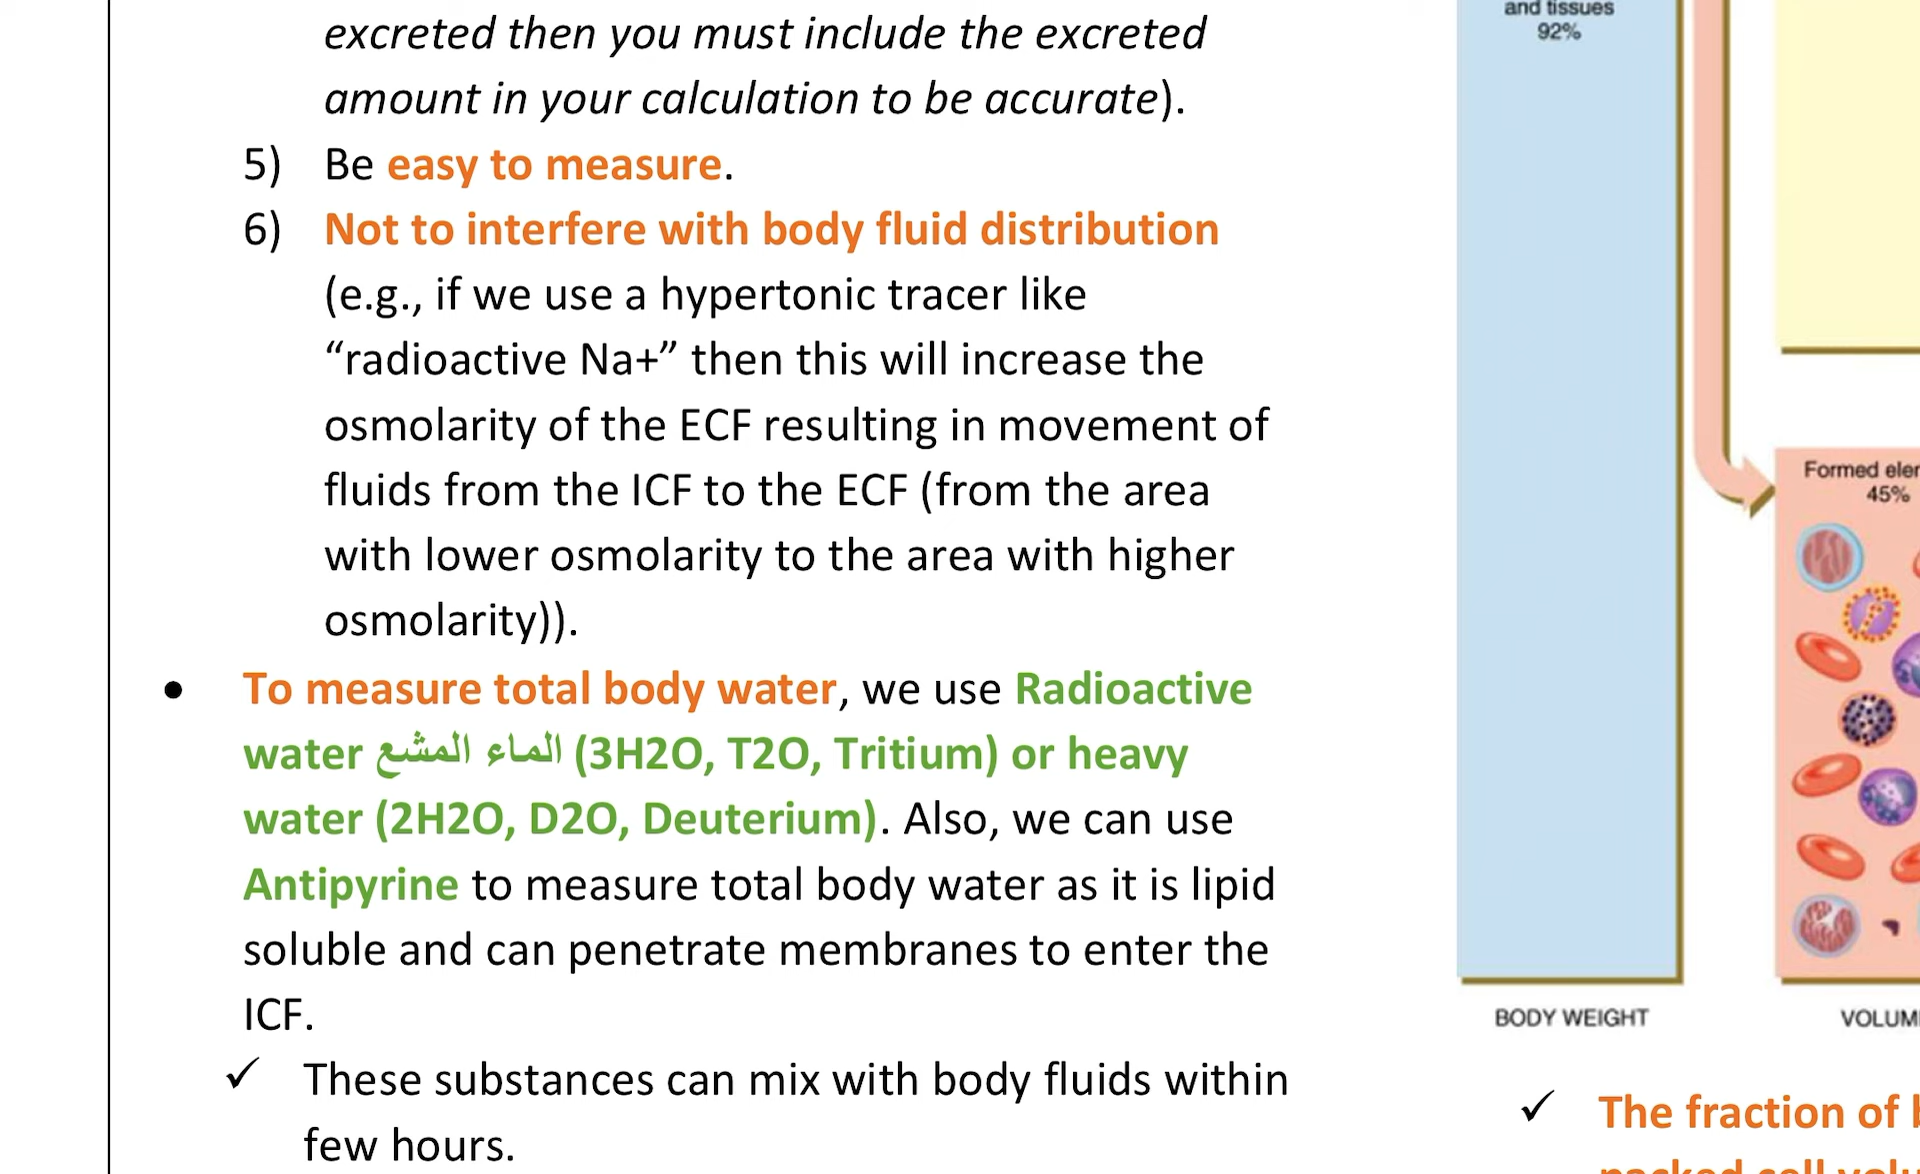 excreted then you must include the excreted
amount in your calculation to be accurate).
5) Be easy to measure.
6) Not to interfere with body fluid distribution
(e.g., if we use a hypertonic tracer like
“radioactive Na+” then this will increase the
osmolarity of the ECF resulting in movement of
fluids from the ICF to the ECF (from the area
with lower osmolarity to the area with higher
osmolarity)).
• To measure total body water, we use Radioactive
water الماء المشع (3H2O, T2O, Tritium) or heavy
water (2H2O, D2O, Deuterium). Also, we can use
Antipyrine to measure total body water as it is lipid
soluble and can penetrate membranes to enter the
ICF.
✓ These substances can mix with body fluids within
few hours.
and tissues
92%
Formed
45%
BODY WEIGHT
✓ The fraction of